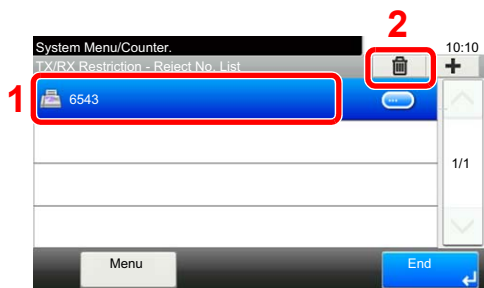 2
System Menu/Counter.
10:10
TX/RX Restriction - Reject No. List
1
6543
1/1
Menu
End